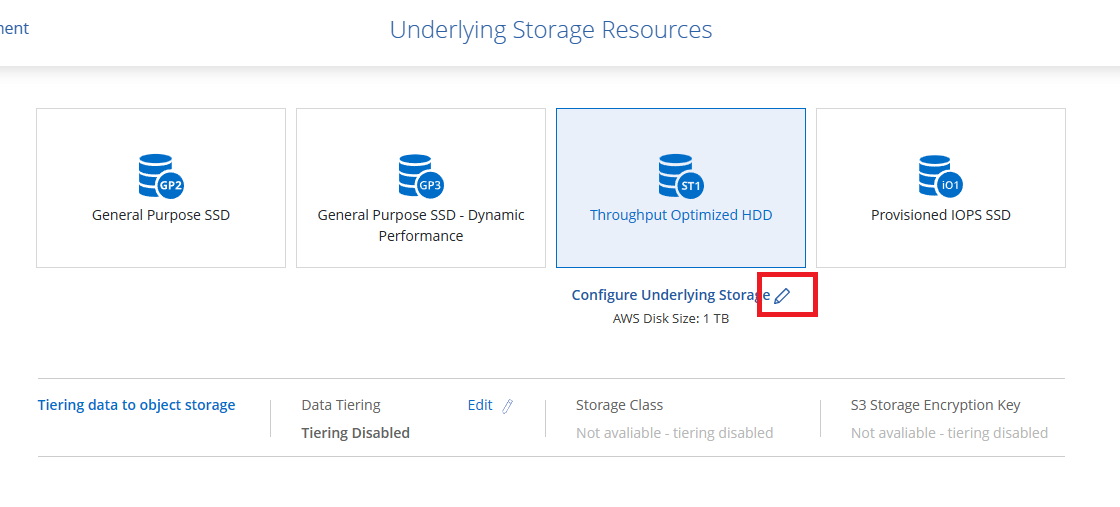 ment
Underlying Storage Resources
GP2
General Purpose SSD
GP3
General Purpose SSD - Dynamic
Performance
ST1
Throughput Optimized HDD
iO1
Provisioned IOPS SSD
Configure Underlying Storage
AWS Disk Size: 1 TB
Tiering data to object storage
Data Tiering
Edit
Tiering Disabled
Storage Class
Not avaliable - tiering disabled
S3 Storage Encryption Key
Not avaliable - tiering disabled